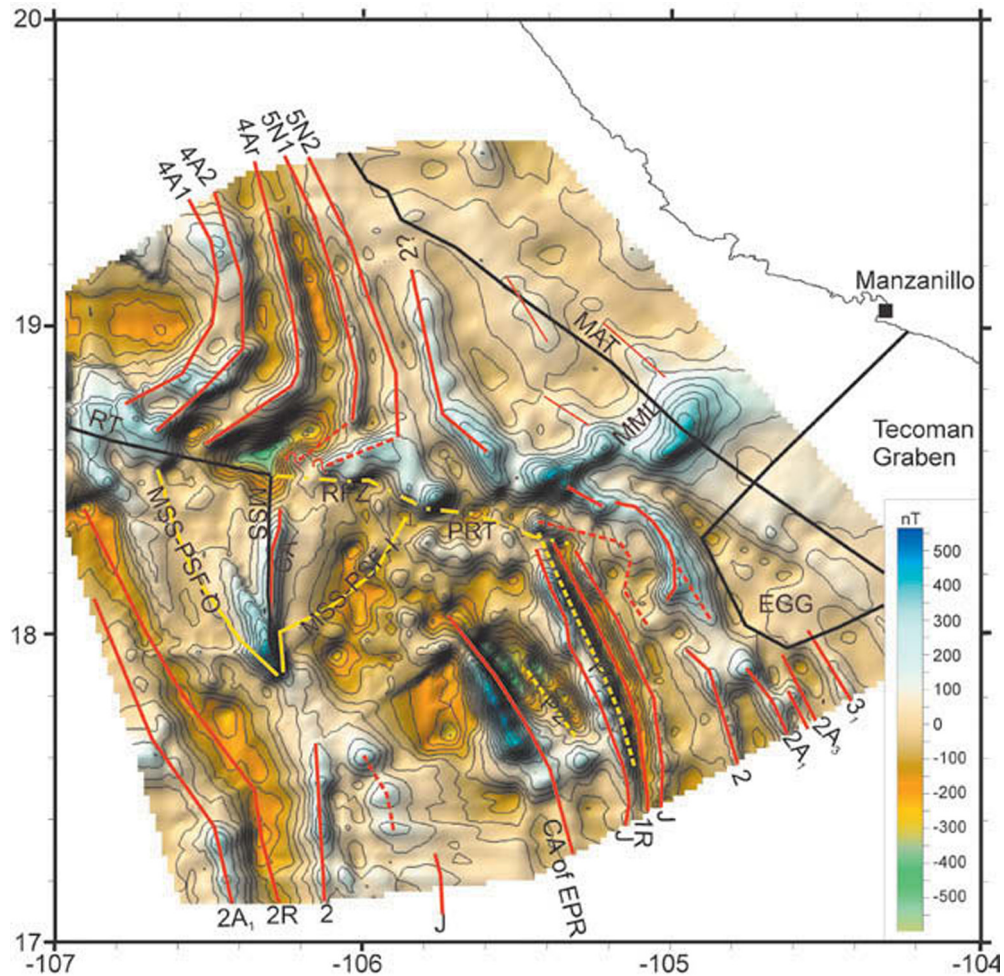 20
5N2
5N1
4Ar
4A2
4A1
2?
19
Manzanillo
MAT
MML
RT
Tecoman
Graben
RFZ
PRT
MSS
MSS-PSF-O
MSS-PSF-I
EGG
nT
500
400
300
200
100
0
-100
-200
-300
-400
-500
18
3₁
2A₃
2A₁
2
J
1R
J
CA of EPR
J
2
2R
2A₁
17
-107
-106
-105
-104